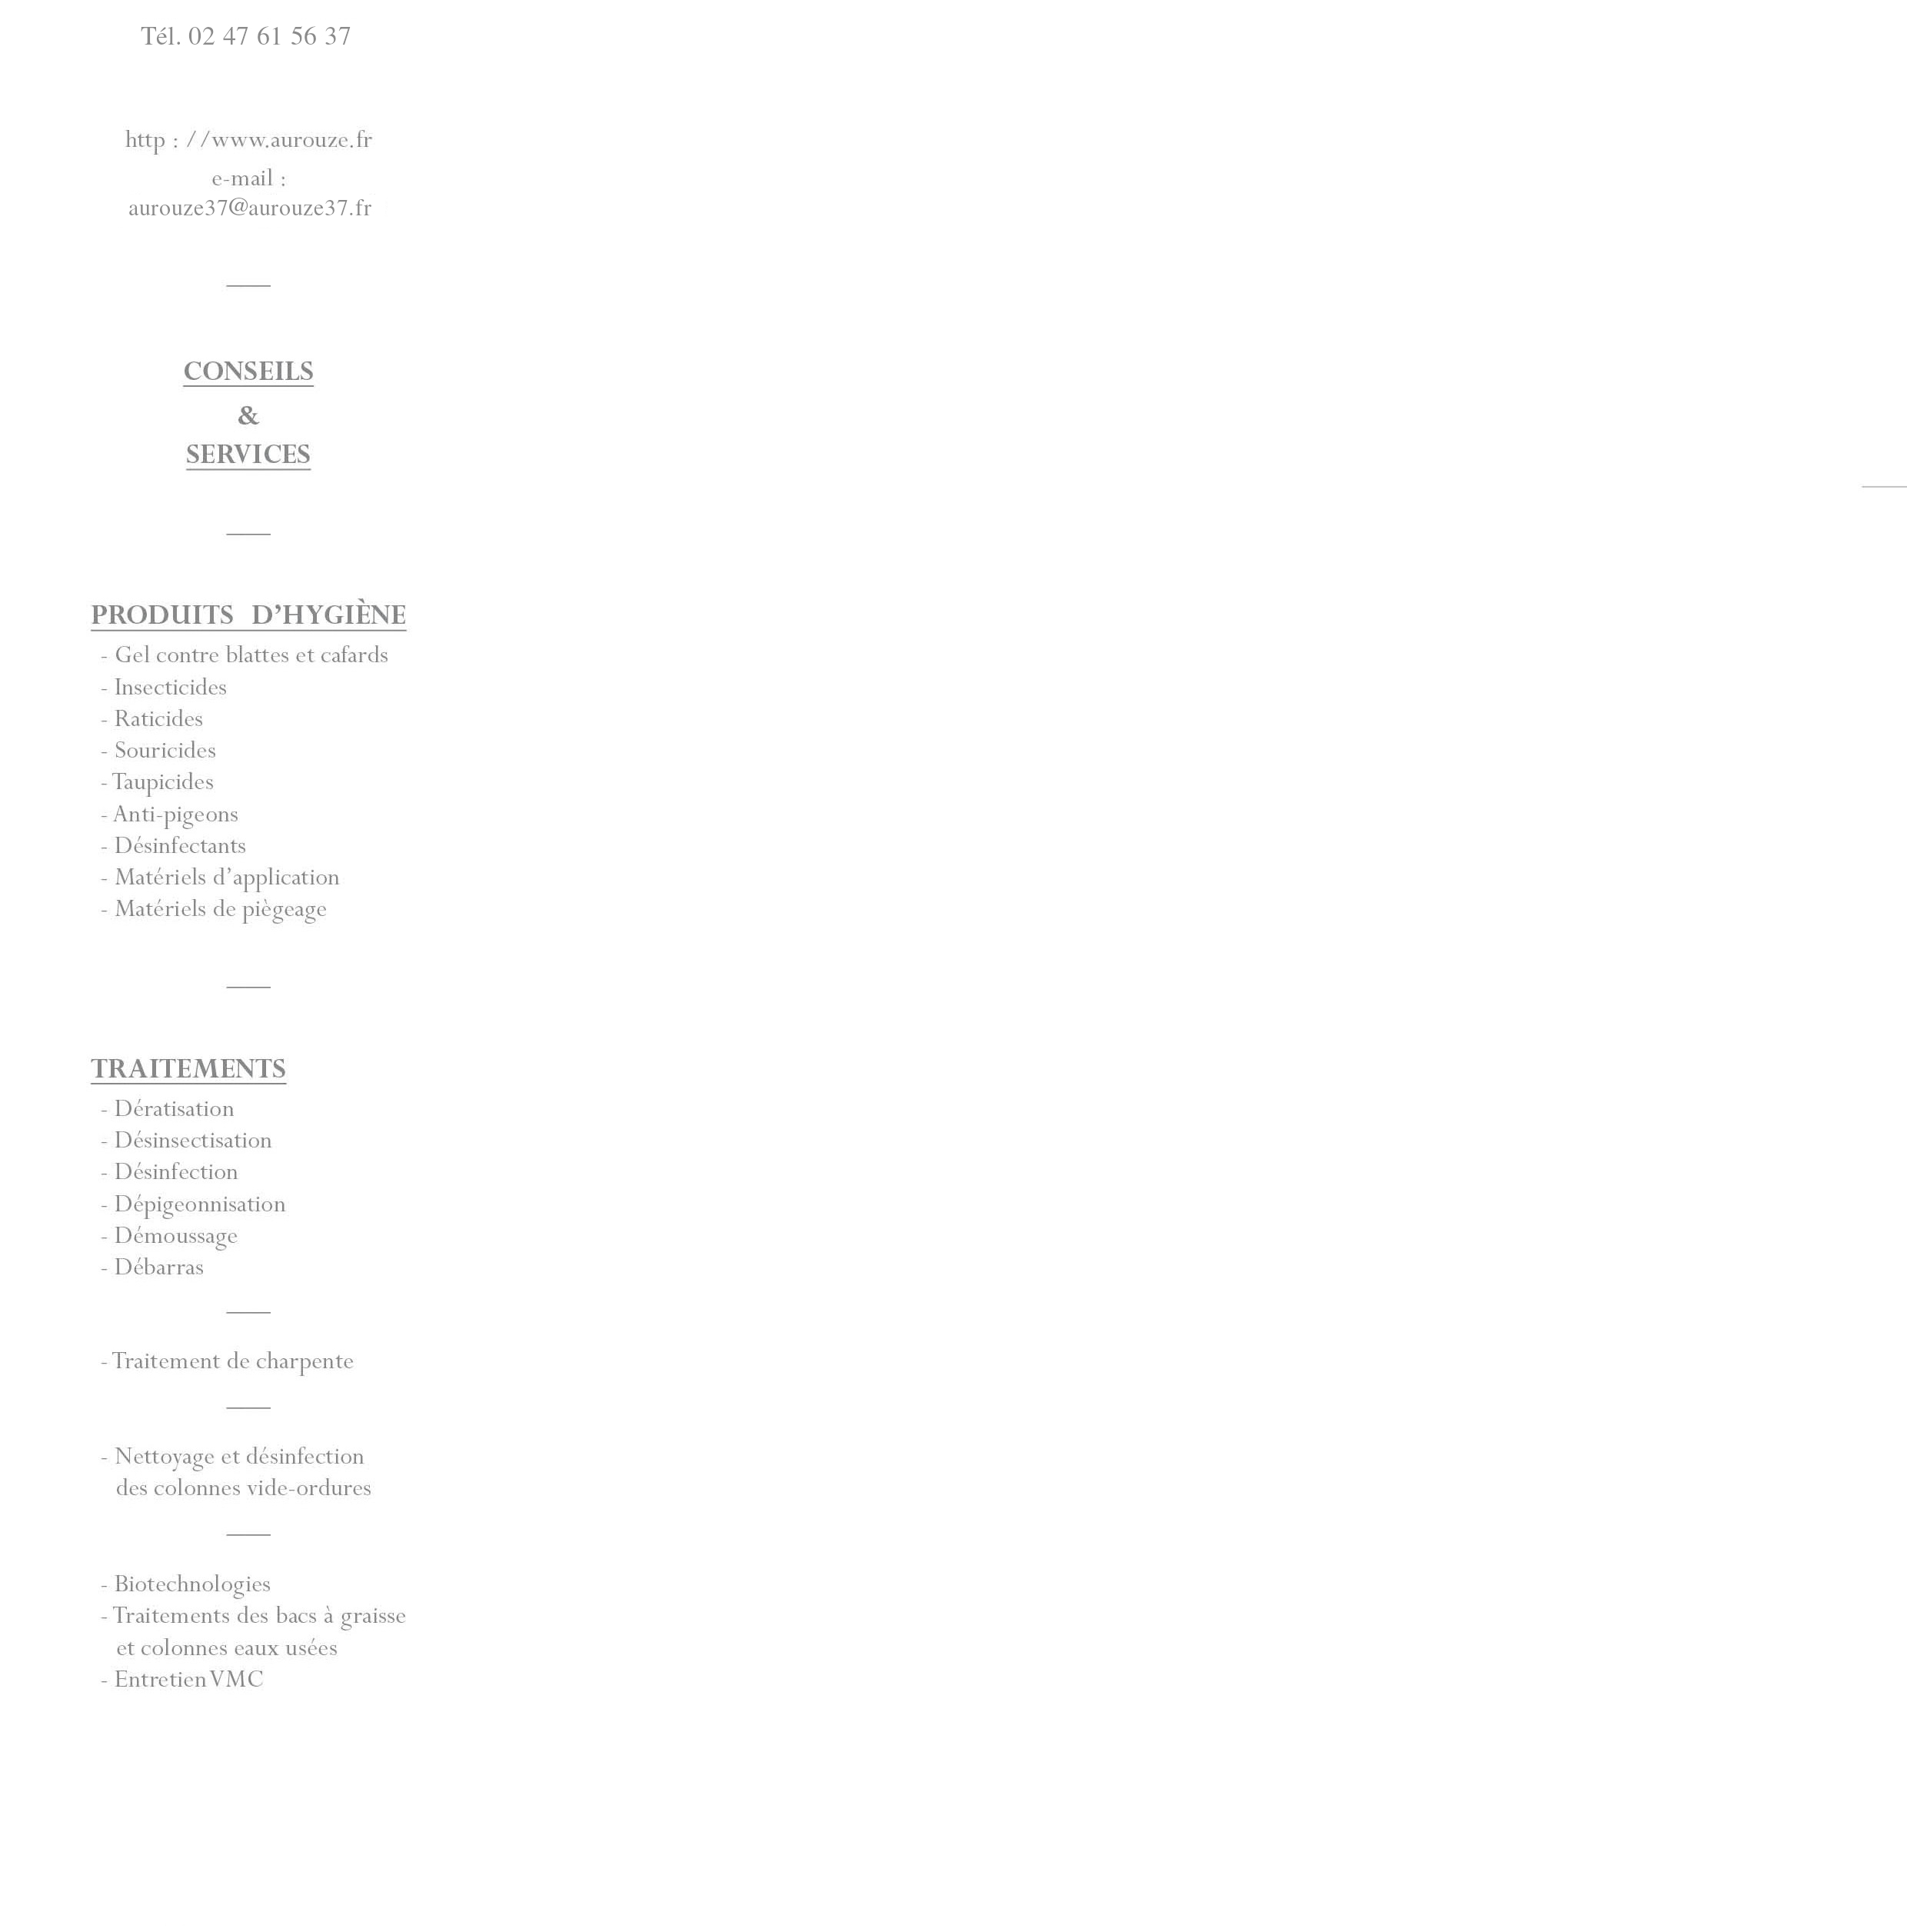 Tél. 02 47 61 56 37
http : //www.aurouze.fr
e-mail :
aurouze37@aurouze37.fr
CONSEILS
&
SERVICES
PRODUITS D’HYGIÈNE
- Gel contre blattes et cafards
- Insecticides
- Raticides
- Souricides
- Taupicides
- Anti-pigeons
- Désinfectants
- Matériels d’application
- Matériels de piègeage
TRAITEMENTS
- Dératisation
- Désinsectisation
- Désinfection
- Dépigeonnisation
- Démoussage
- Débarras
- Traitement de charpente
- Nettoyage et désinfection
des colonnes vide-ordures
- Biotechnologies
- Traitements des bacs à graisse
et colonnes eaux usées
- Entretien VMC